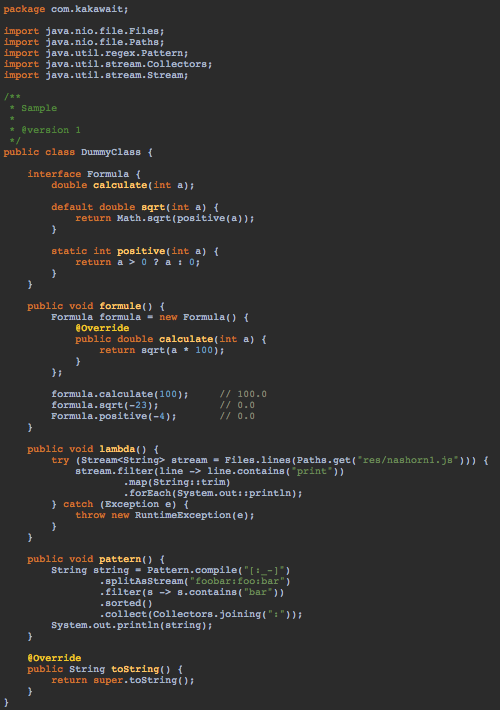 package com.kakawait;
import java.nio.file.Files;
import java.nio.file.Paths;
import java.util.regex.Pattern;
import java.util.stream.Collectors;
import java.util.stream.Stream;
/**
 * Sample
 *
 * @version 1
 */
public class DummyClass {
    interface Formula {
        double calculate(int a);
        default double sqrt(int a) {
            return Math.sqrt(positive(a));
        }
        static int positive(int a) {
            return a > 0 ? a : 0;
        }
    }
    public void formule() {
        Formula formula = new Formula() {
            @Override
            public double calculate(int a) {
                return sqrt(a * 100);
            }
        };
        formula.calculate(100);     // 100.0
        formula.sqrt(-23);          // 0.0
        Formula.positive(-4);       // 0.0
    }
    public void lambda() {
        try (Stream<String> stream = Files.lines(Paths.get("res/nashorn1.js"))) {
            stream.filter(line -> line.contains("print"))
                    .map(String::trim)
                    .forEach(System.out::println);
        } catch (Exception e) {
            throw new RuntimeException(e);
        }
    }
    public void pattern() {
        String string = Pattern.compile("[:_-]")
                .splitAsStream("foobar:foo:bar")
                .filter(s -> s.contains("bar"))
                .sorted()
                .collect(Collectors.joining(":"));
        System.out.println(string);
    }
    @Override
    public String toString() {
        return super.toString();
    }
}